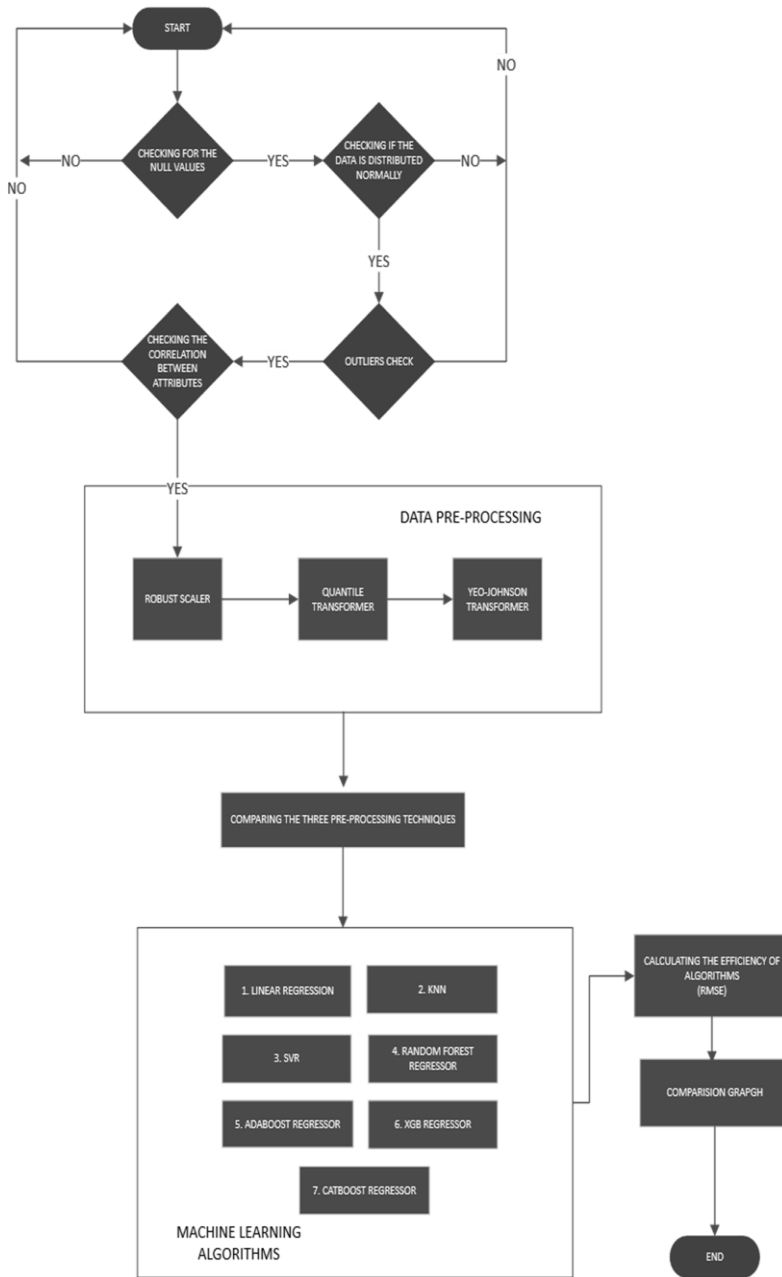 START
NO
CHECKING FOR THE
NULL VALUES
NO
YES
CHECKING IF THE
DATA IS DISTRIBUTED
NORMALLY
NO
NO
YES
CHECKING THE
CORRELATION
BETWEEN
ATTRIBUTES
YES
OUTLIERS CHECK
YES
DATA PRE-PROCESSING
ROBUST SCALER
QUANTILE
TRANSFORMER
YEO-JOHNSON
TRANSFORMER
COMPARING THE THREE PRE-PROCESSING TECHNIQUES
1. LINEAR REGRESSION
2. KNN
3. SVR
4. RANDOM FOREST
REGRESSOR
5. ADABOOST REGRESSOR
6. XGB REGRESSOR
7. CATBOOST REGRESSOR
MACHINE LEARNING
ALGORITHMS
CALCULATING THE EFFICIENCY OF
ALGORITHMS
(RMSE)
COMPARISION GRAPGH
END